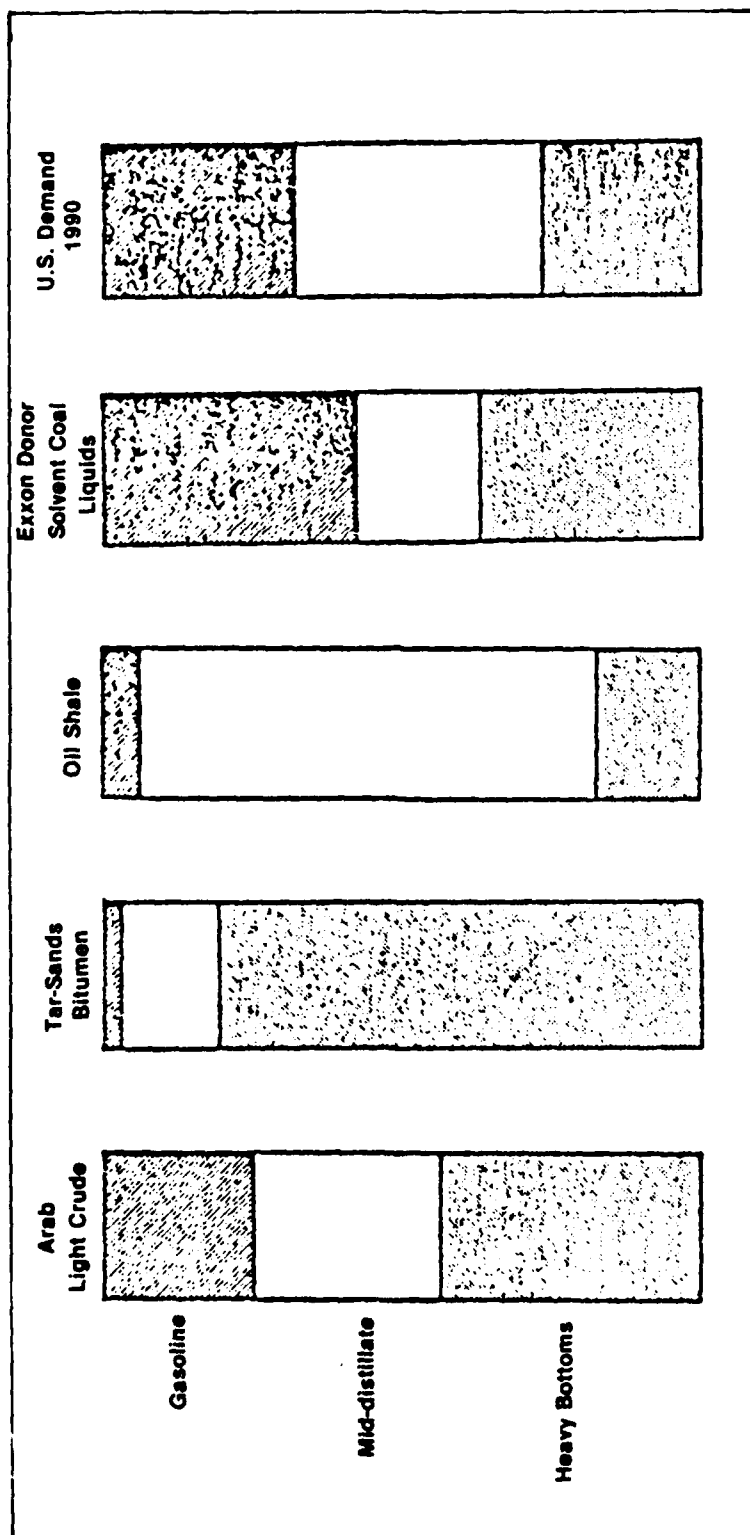 Arab
Light Crude
Tar-Sands
Bitumen
Oil Shale
Exxon Donor
Solvent Coal
Liquids
U.S. Demand
1990
Gasoline
Mid-distillate
Heavy Bottoms